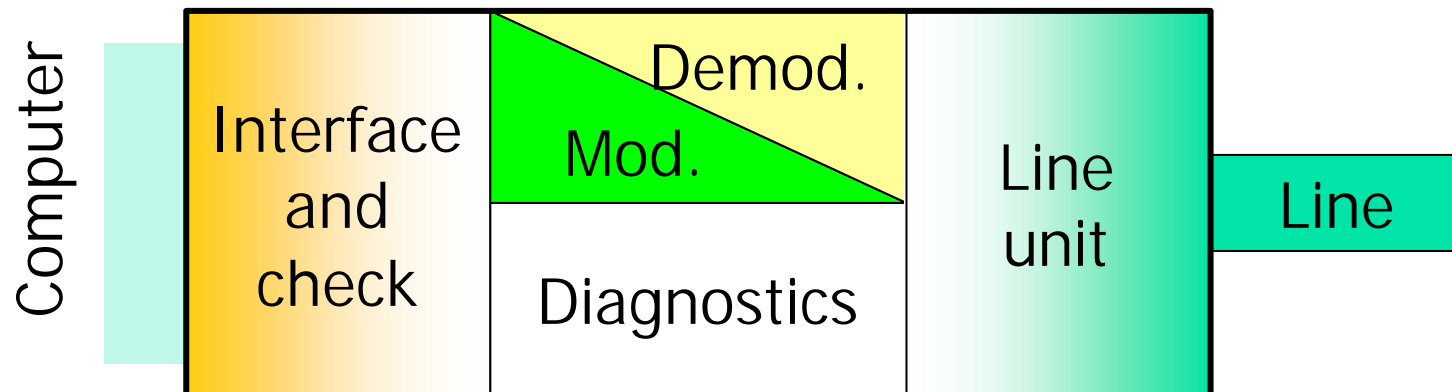 Computer
Interface
and
check
Demod.
Mod.
Diagnostics
Line
unit
Line